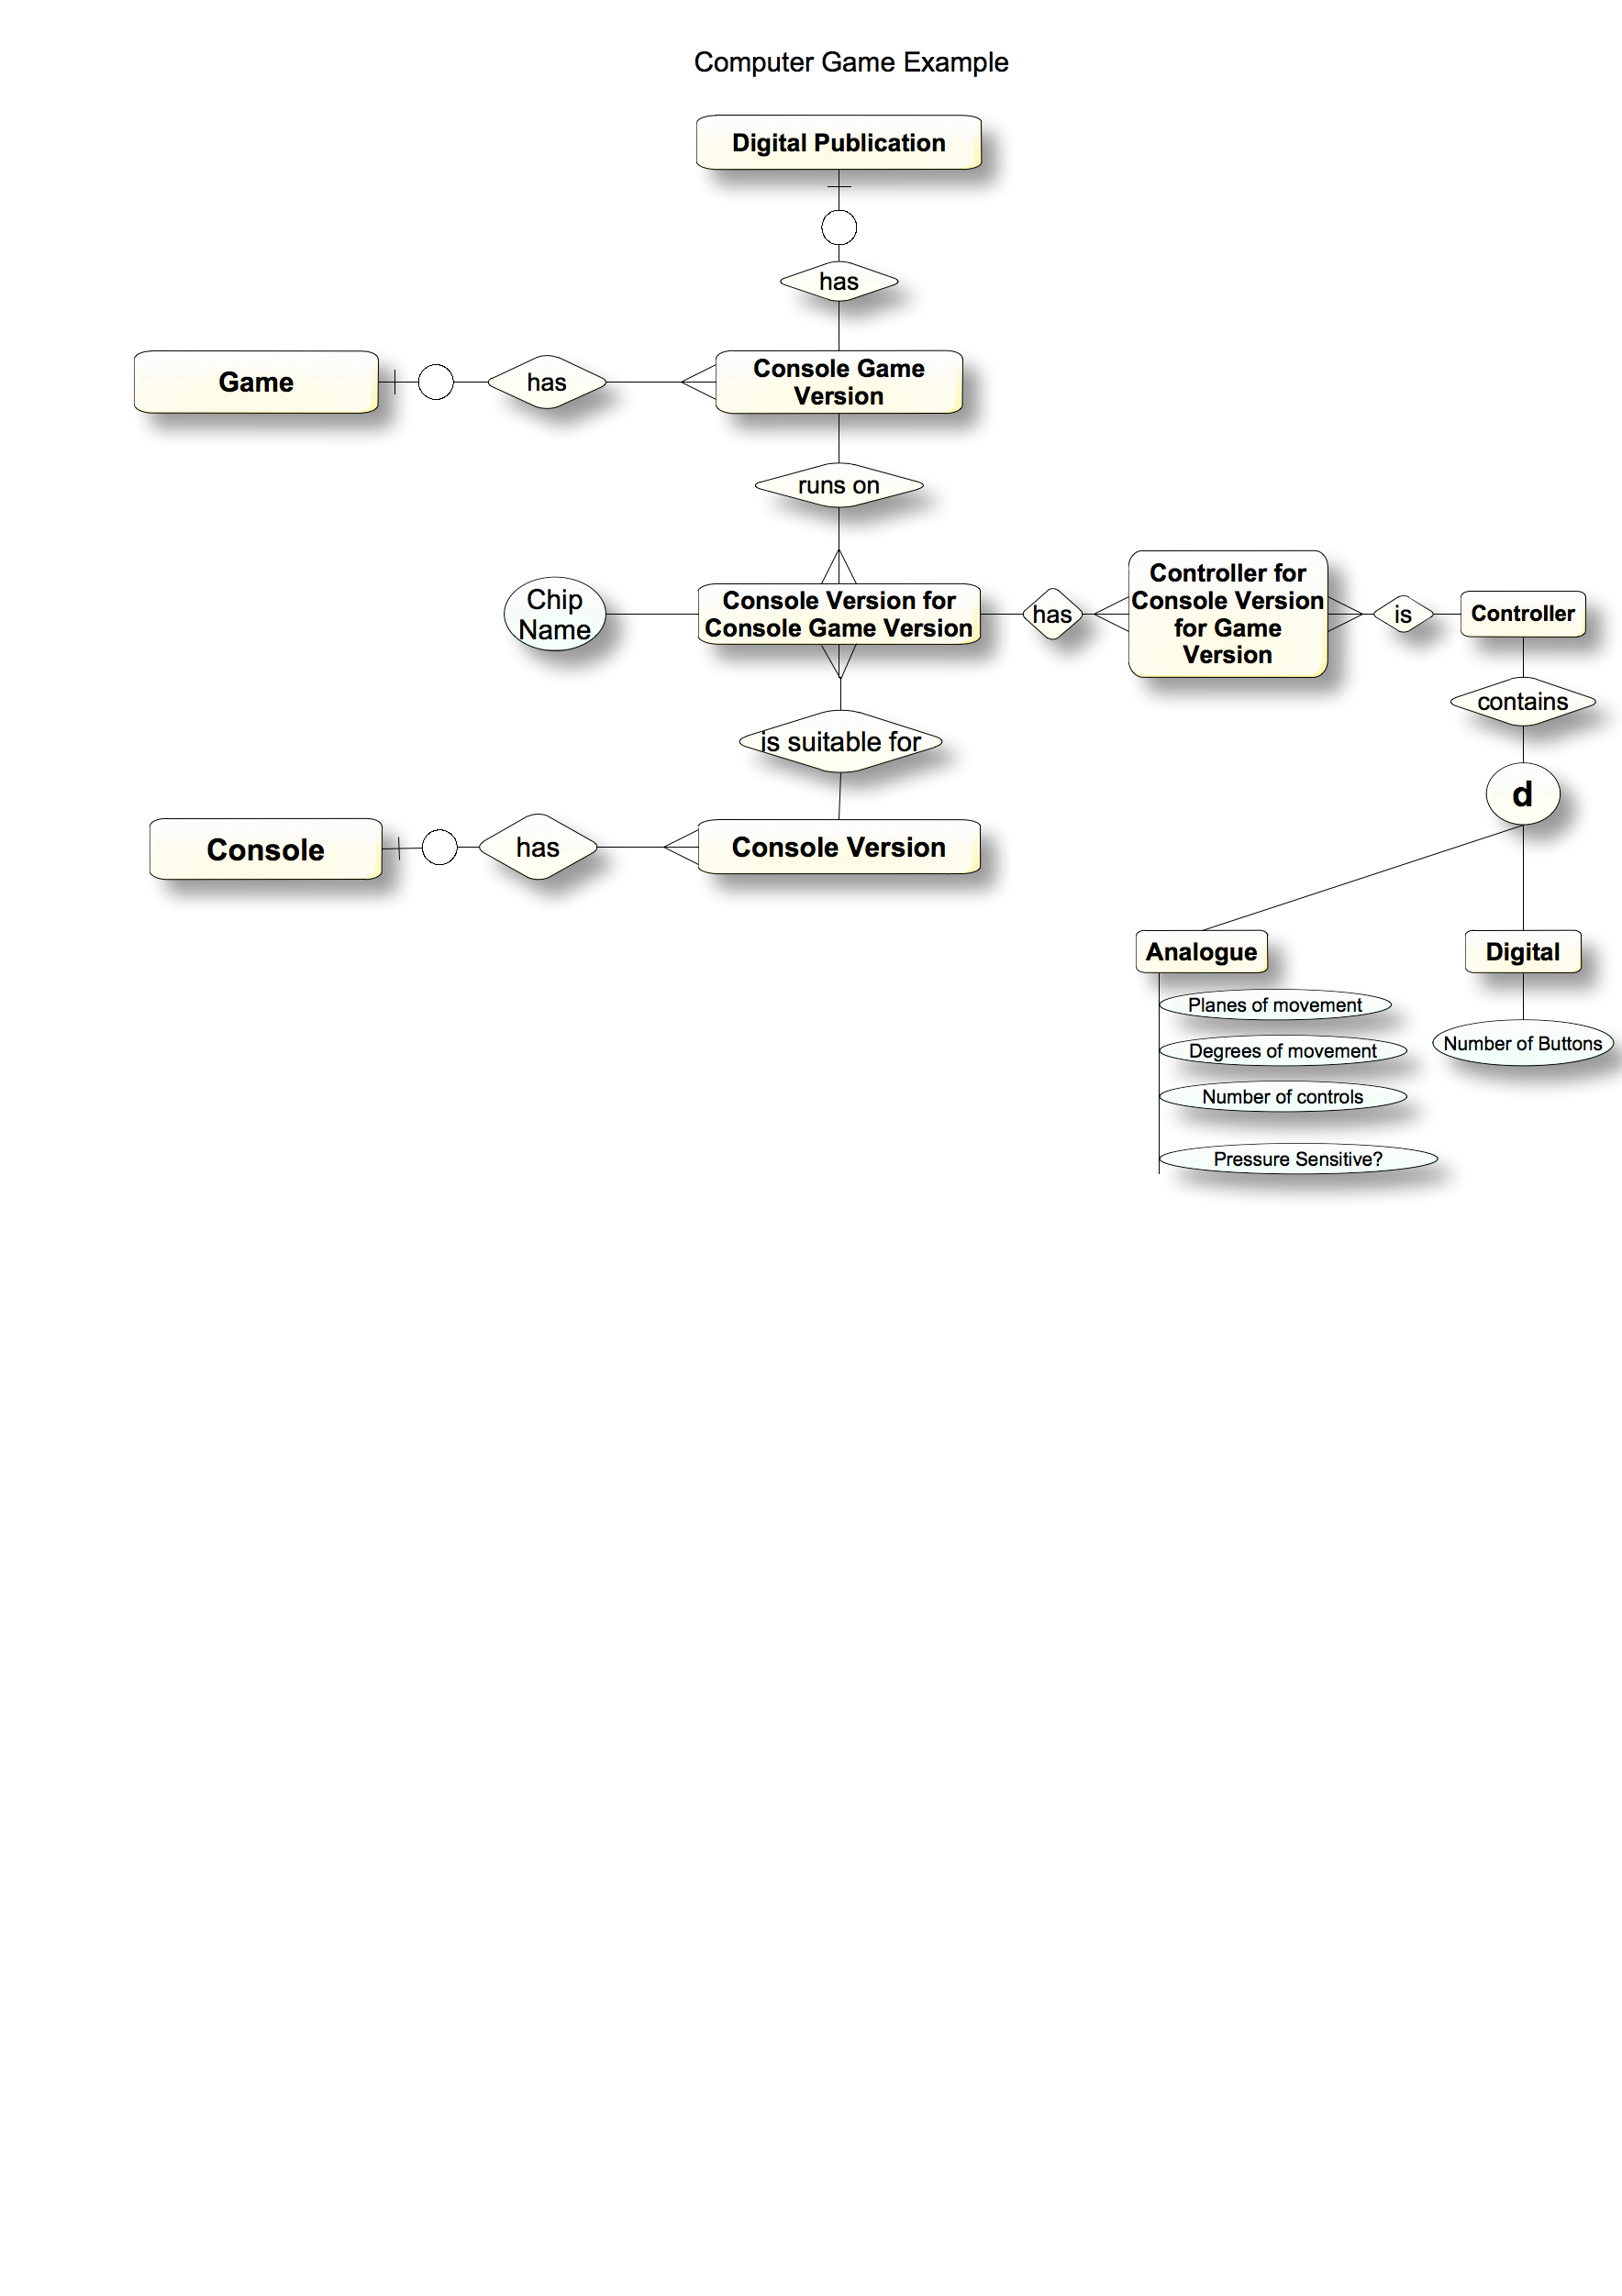 Computer Game Example
Digital Publication
has
Game
has
Console Game
Version
runs on
Chip
Name
Console Version for
Console Game Version
has
Controller for
Console Version
for Game
Version
is
Controller
contains
is suitable for
d
Console
has
Console Version
Analogue
Digital
Planes of movement
Degrees of movement
Number of controls
Pressure Sensitive?
Number of Buttons